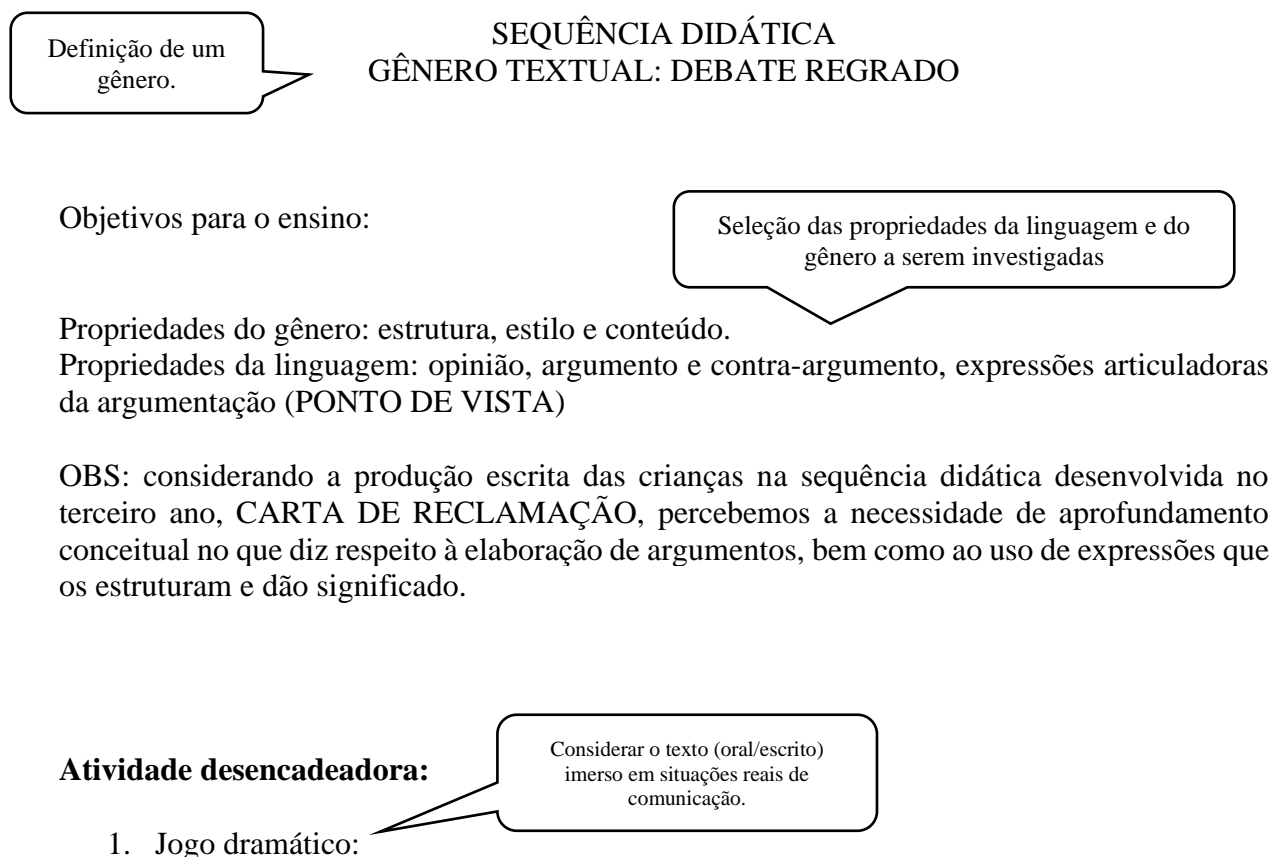 Definição de um
gênero.
SEQUÊNCIA DIDÁTICA
GÊNERO TEXTUAL: DEBATE REGRADO
Objetivos para o ensino:
Seleção das propriedades da linguagem e do
gênero a serem investigadas
Propriedades do gênero: estrutura, estilo e conteúdo.
Propriedades da linguagem: opinião, argumento e contra-argumento, expressões articuladoras
da argumentação (PONTO DE VISTA)
OBS: considerando a produção escrita das crianças na sequência didática desenvolvida no
terceiro ano, CARTA DE RECLAMAÇÃO, percebemos a necessidade de aprofundamento
conceitual no que diz respeito à elaboração de argumentos, bem como ao uso de expressões que
os estruturam e dão significado.
Atividade desencadeadora:
Considerar o texto (oral/escrito)
imerso em situações reais de
comunicação.
1. Jogo dramático: